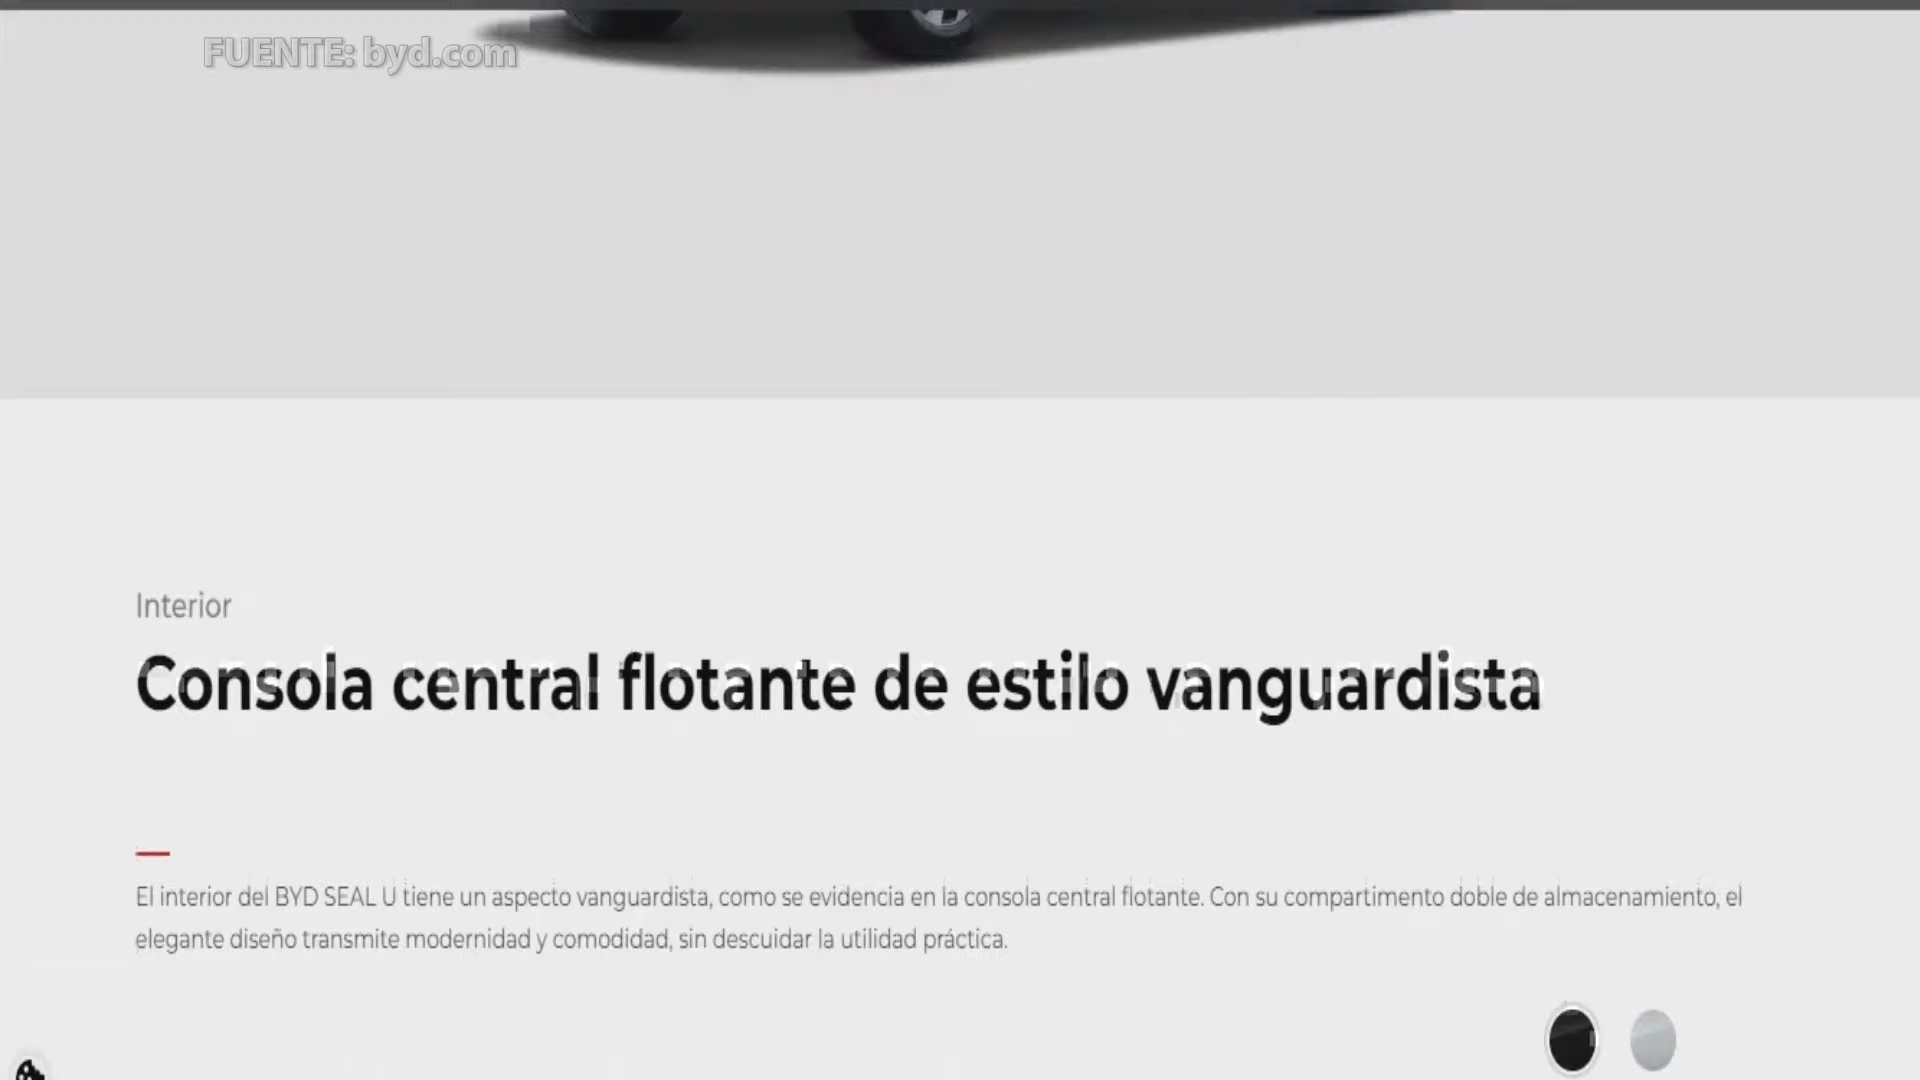 FUENTE: byd.com
Interior
Consola central flotante de estilo vanguardista
El interior del BYD SEAL U tiene un aspecto vanguardista, como se evidencia en la consola central flotante. Con su compartimento doble de almacenamiento, el
elegante diseño transmite modernidad y comodidad, sin descuidar la utilidad práctica.